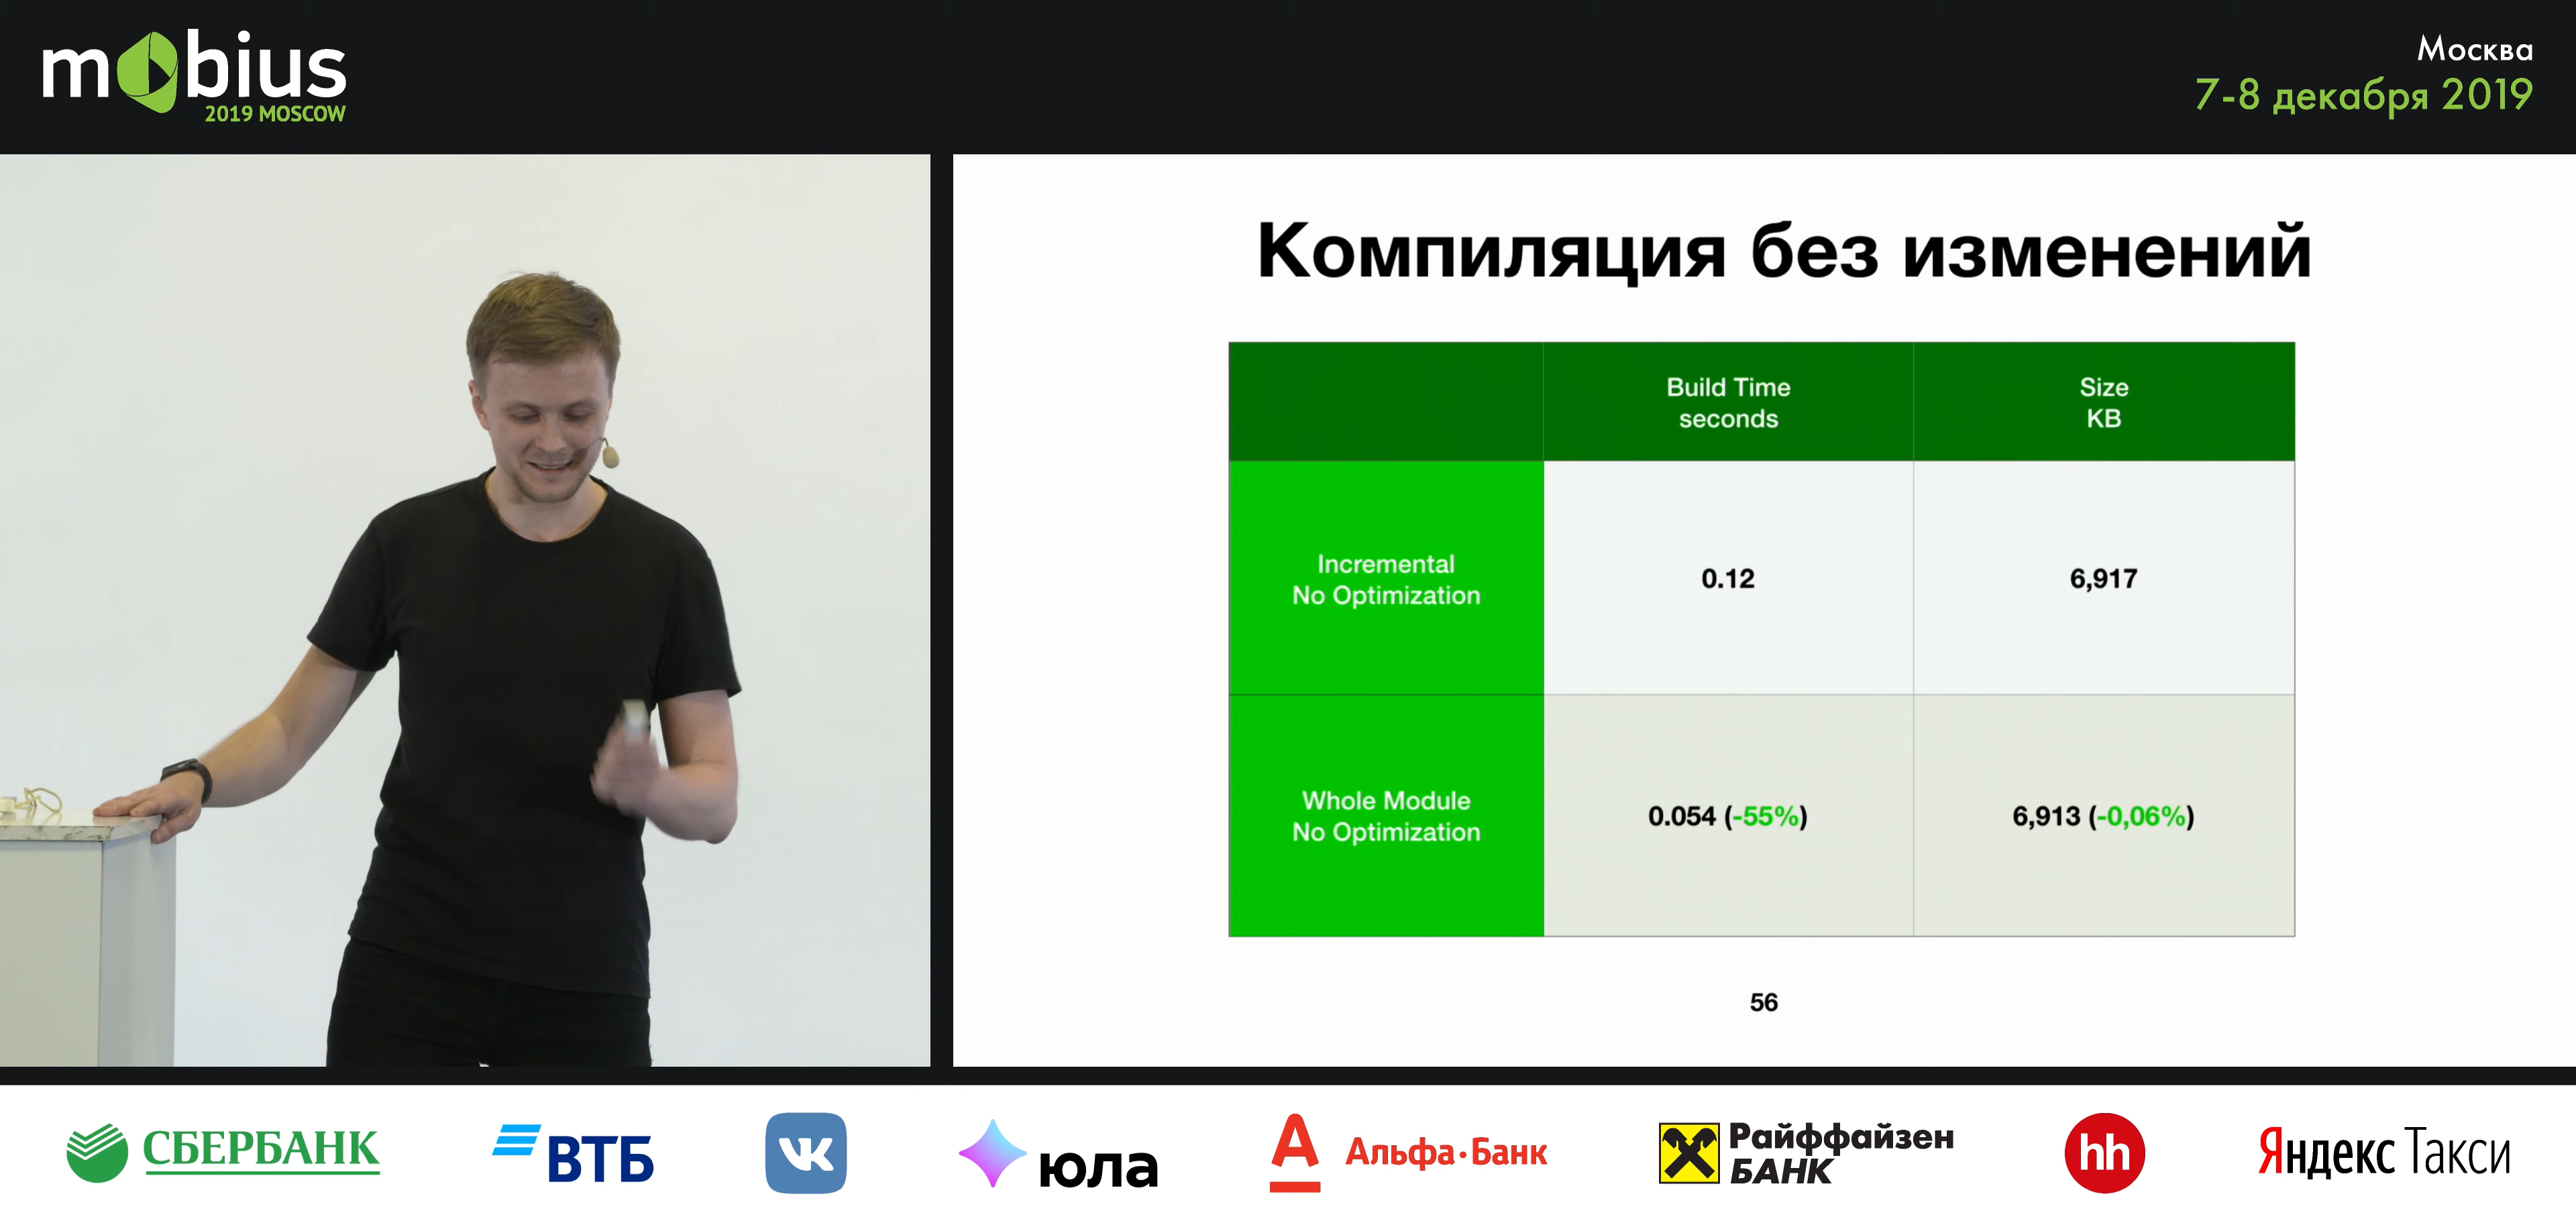 mobius
2019 MOSCOW
Москва
7-8 декабря 2019
Компиляция без изменений
Build Time
seconds
Size
KB
Incremental
No Optimization
0.12
6,917
Whole Module
No Optimization
0.054 (-55%)
6,913 (-0,06%)
56
СБЕРБАНК
ВТБ
VK
юла
А
Альфа·Банк
Райффайзен
БАНК
hh
Яндекс Такси